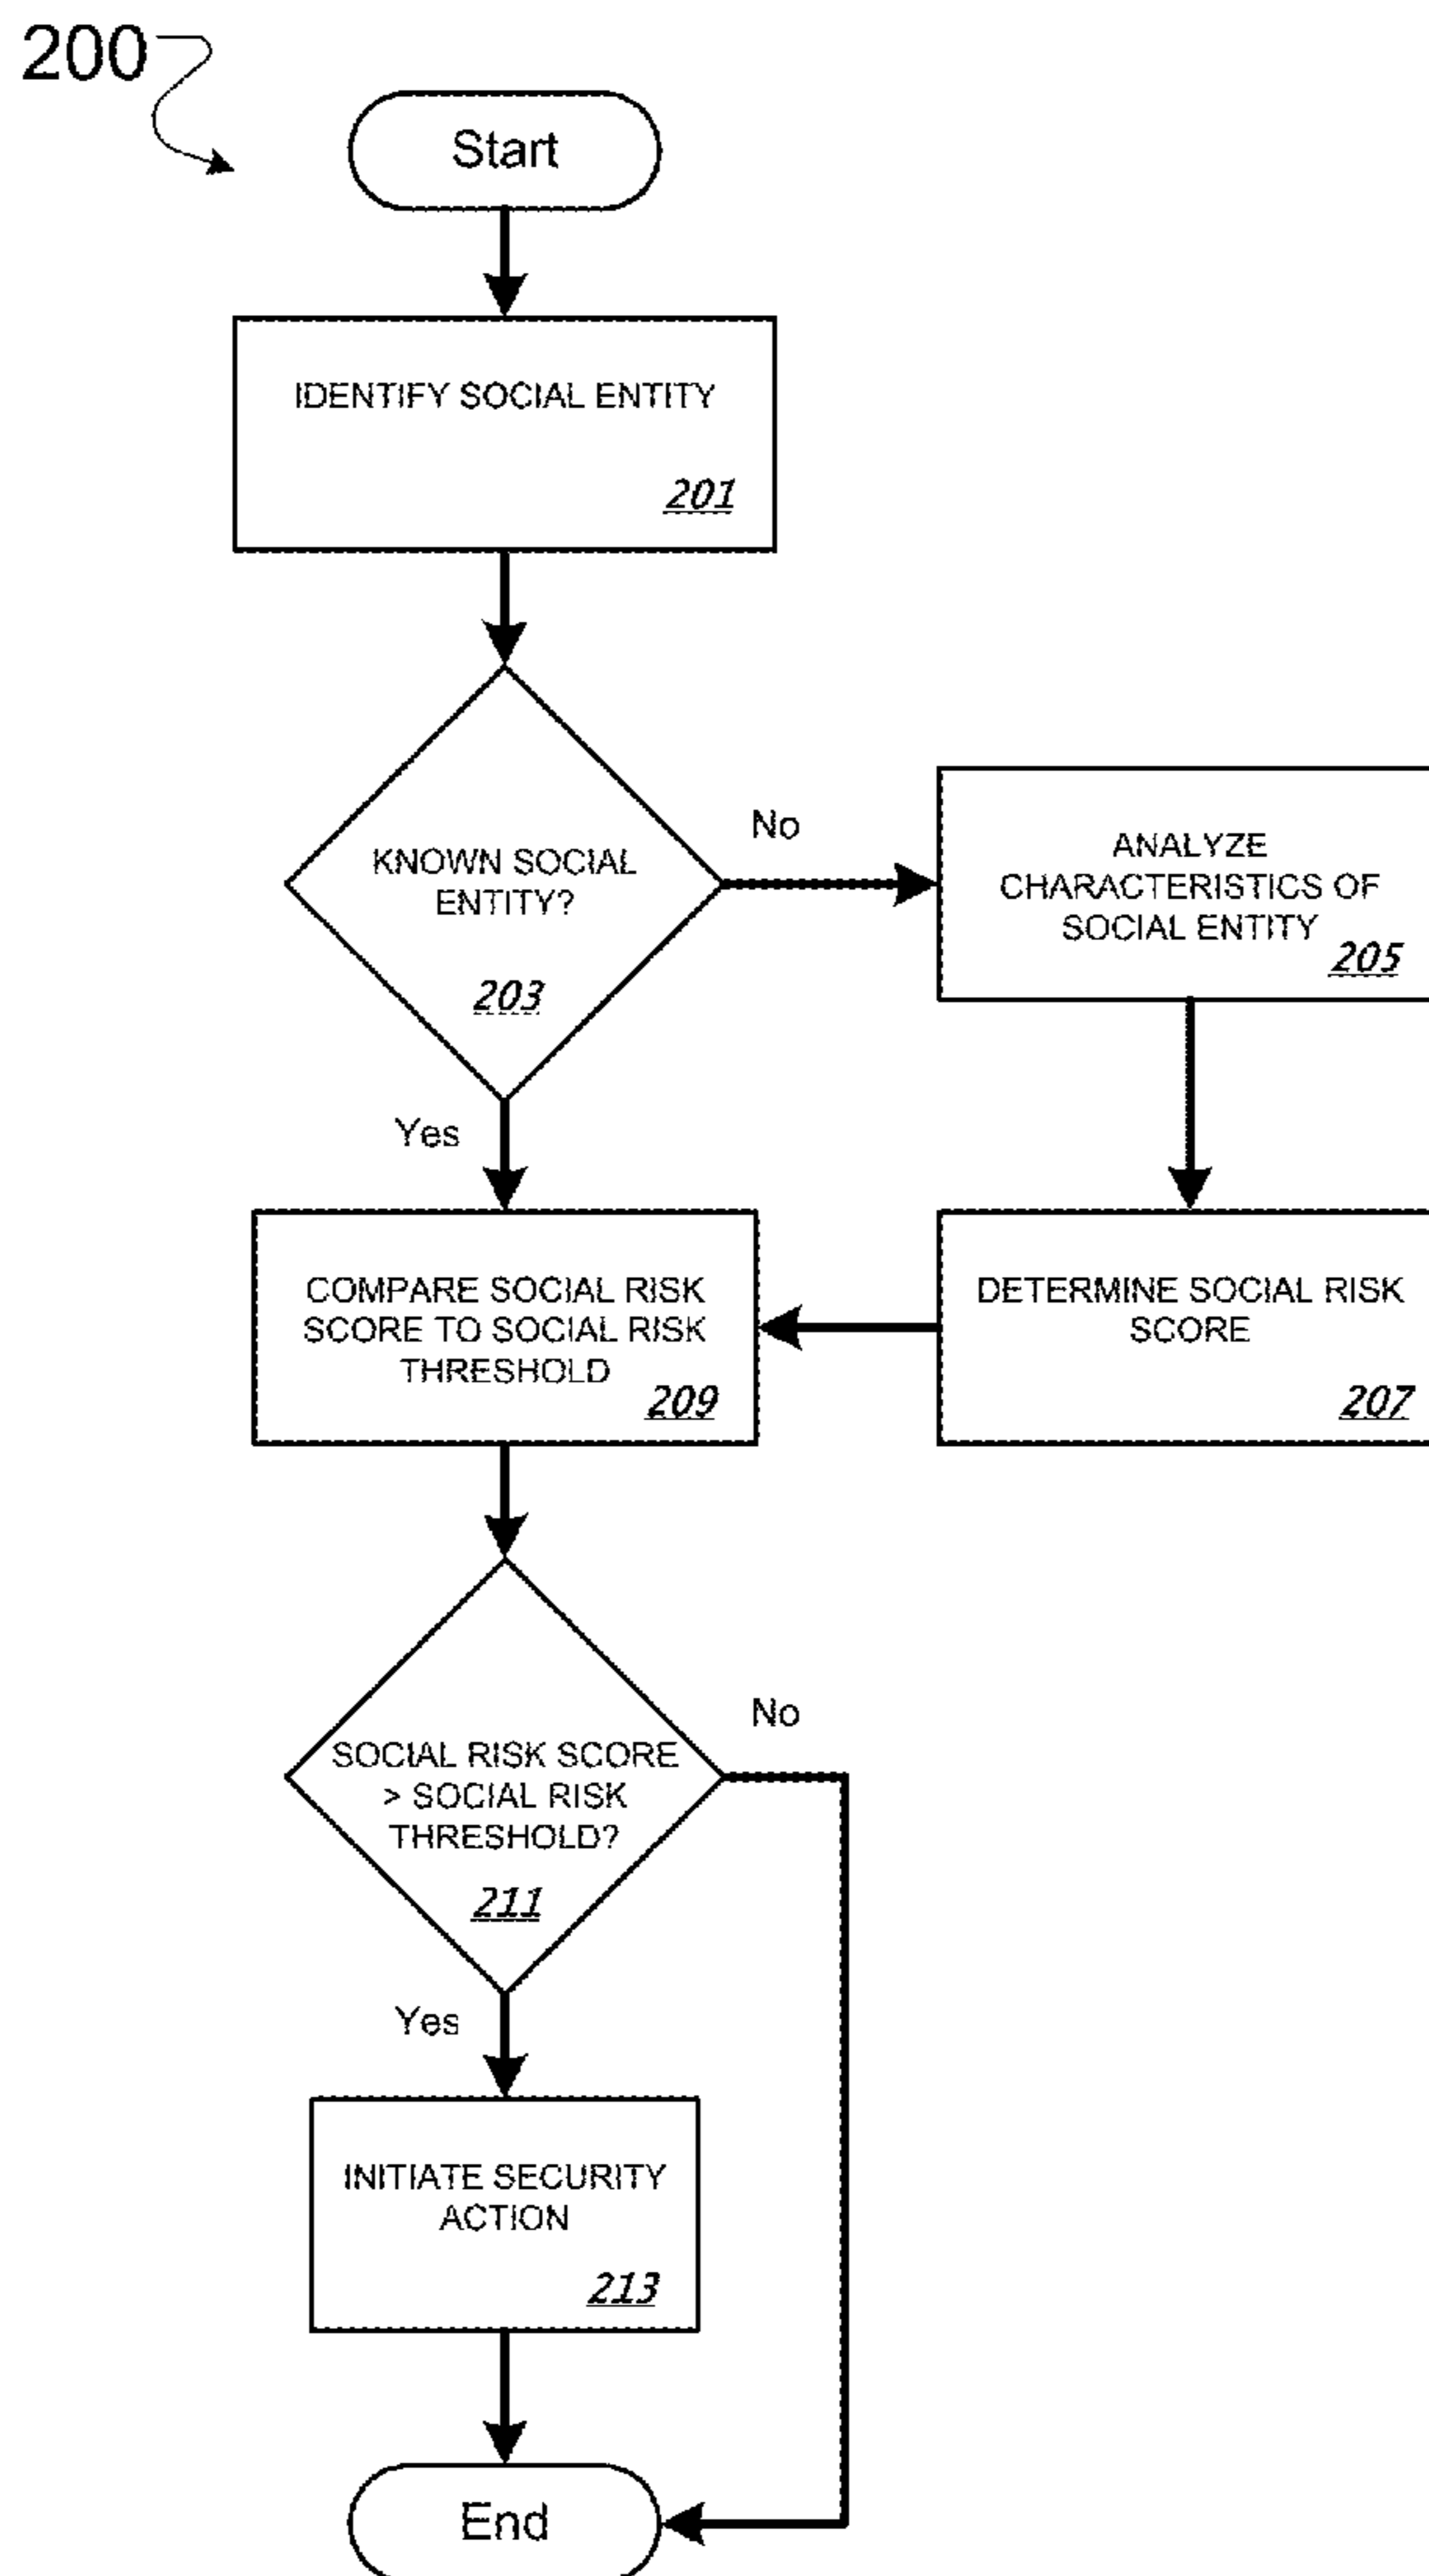 200
Start
IDENTIFY SOCIAL ENTITY
201
KNOWN SOCIAL
ENTITY?
203
No
ANALYZE
CHARACTERISTICS OF
SOCIAL ENTITY
205
Yes
COMPARE SOCIAL RISK
SCORE TO SOCIAL RISK
THRESHOLD
209
DETERMINE SOCIAL RISK
SCORE
207
SOCIAL RISK SCORE
> SOCIAL RISK
THRESHOLD?
211
No
Yes
INITIATE SECURITY
ACTION
213
End